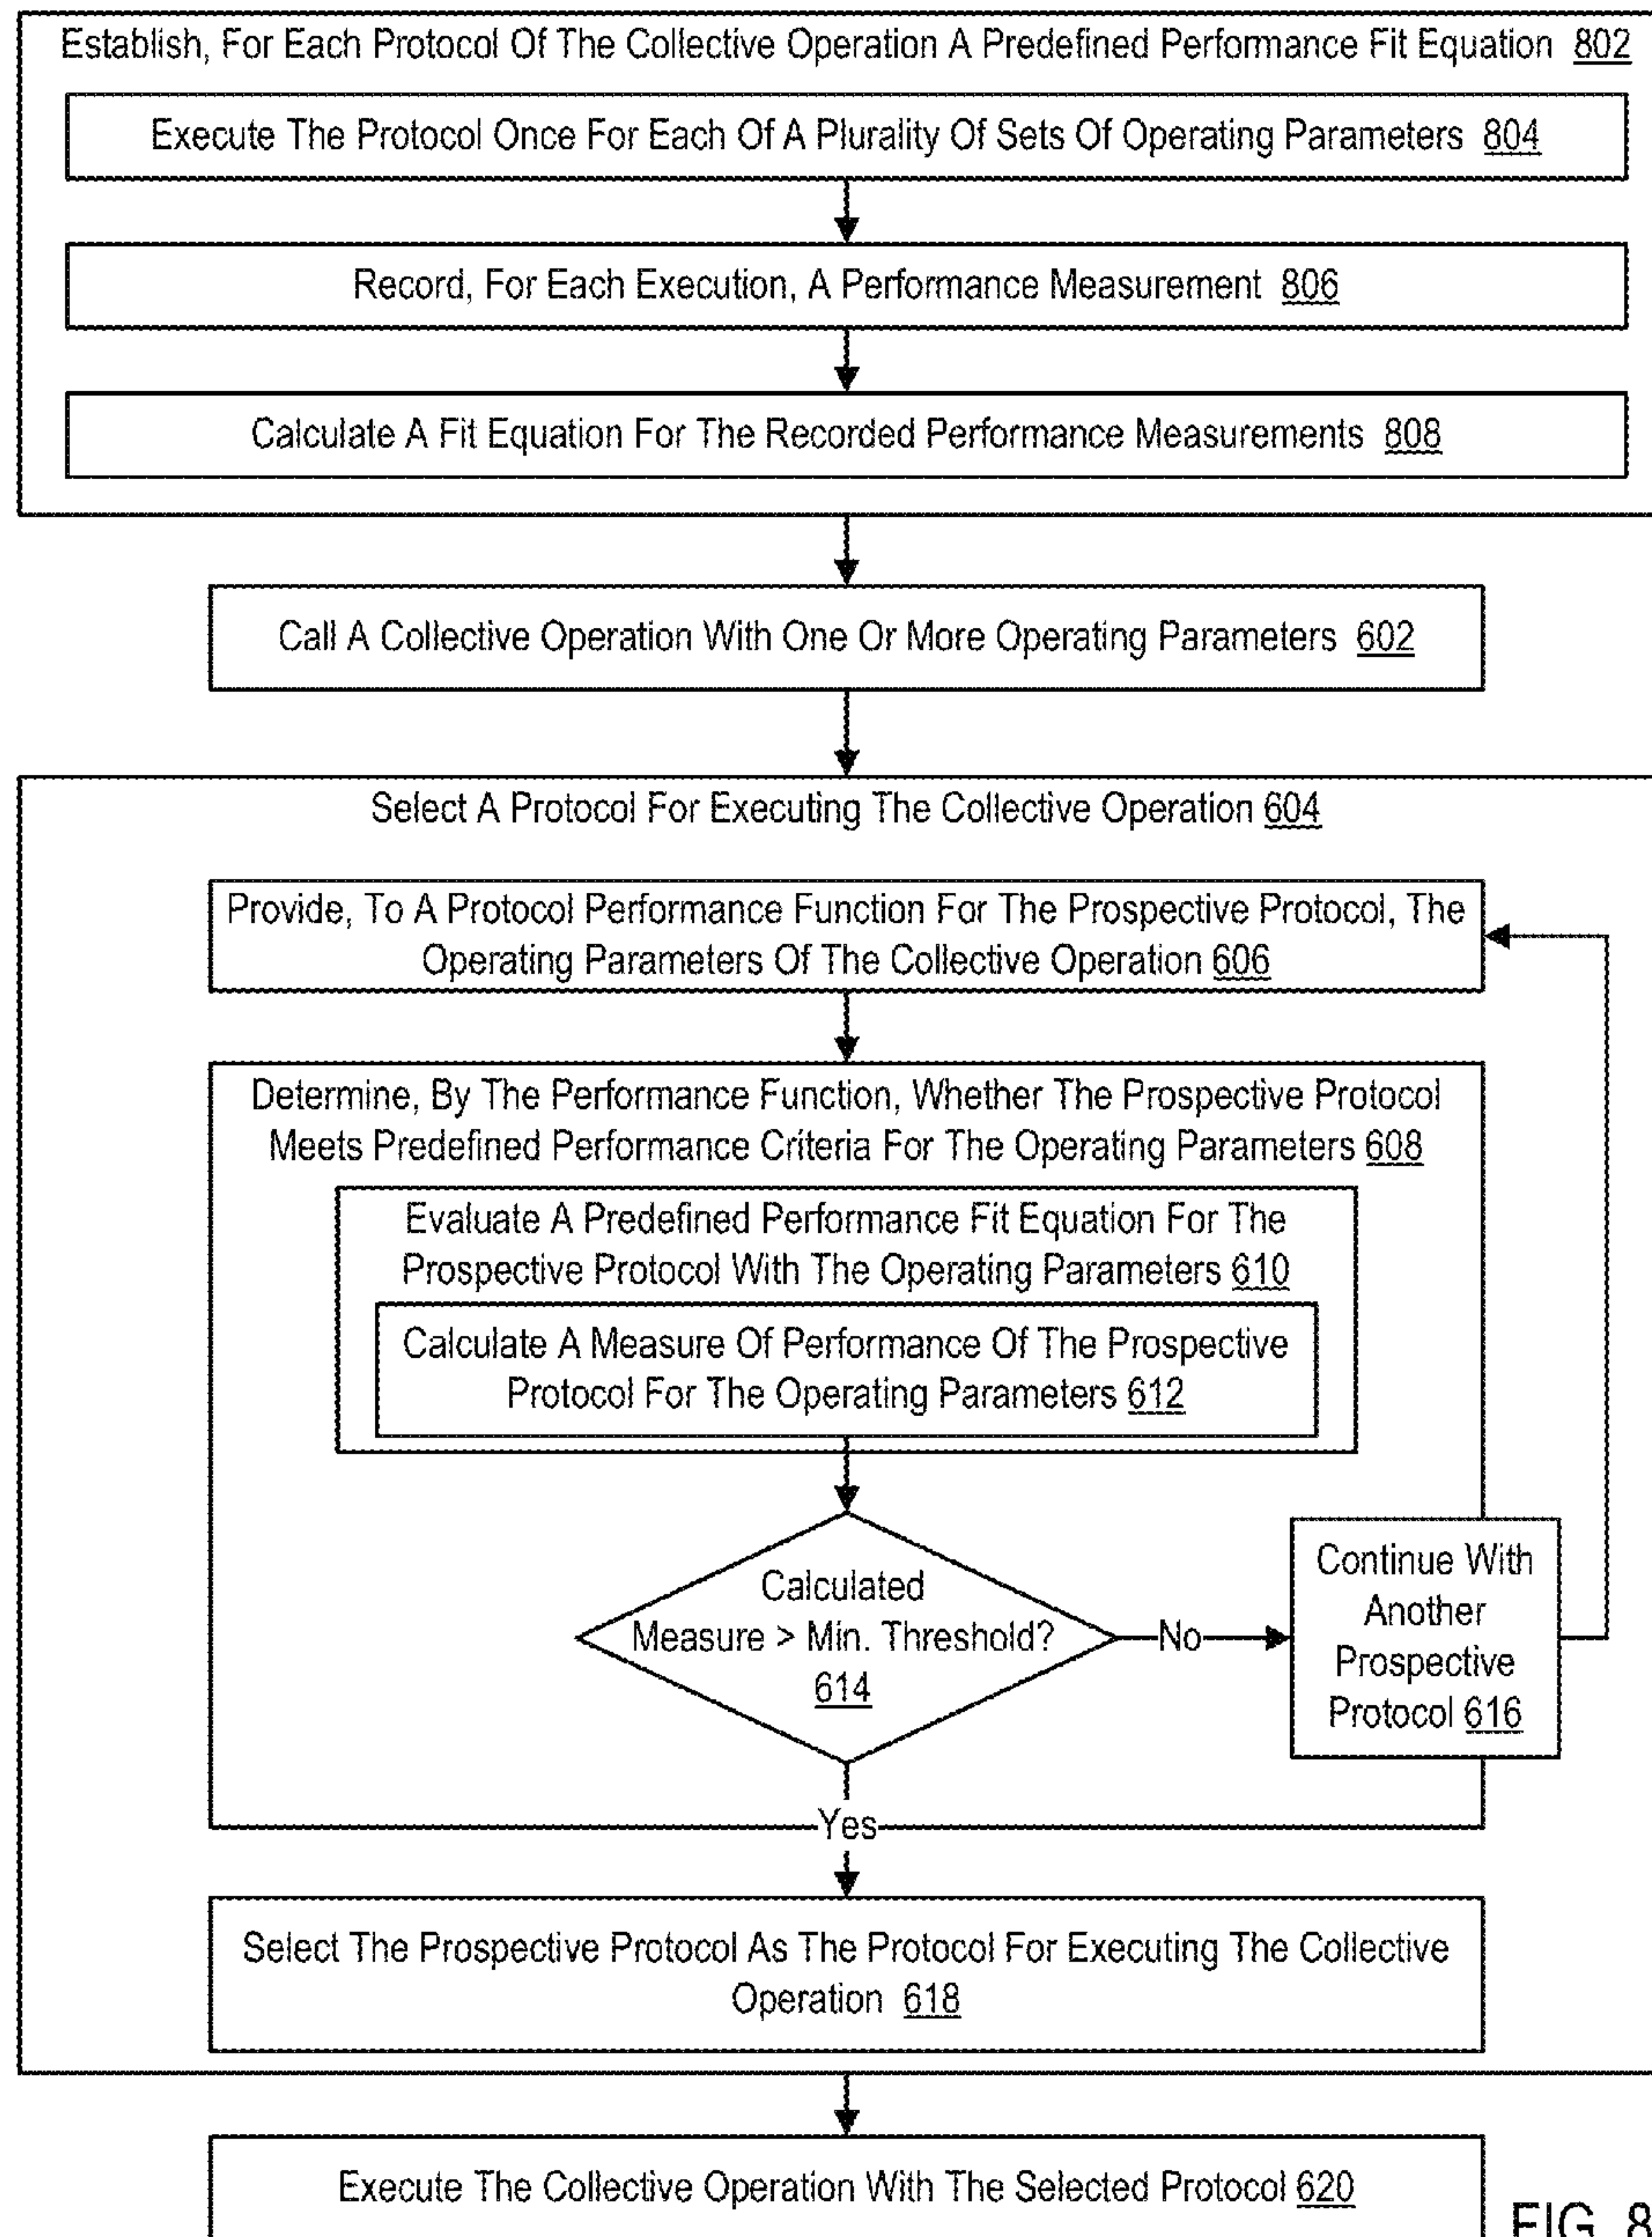 Establish, For Each Protocol Of The Collective Operation A Predefined Performance Fit Equation 802
Execute The Protocol Once For Each Of A Plurality Of Sets Of Operating Parameters 804
Record, For Each Execution, A Performance Measurement 806
Calculate A Fit Equation For The Recorded Performance Measurements 808
Call A Collective Operation With One Or More Operating Parameters 602
Select A Protocol For Executing The Collective Operation 604
Provide, To A Protocol Performance Function For The Prospective Protocol, The
Operating Parameters Of The Collective Operation 606
Determine, By The Performance Function, Whether The Prospective Protocol
Meets Predefined Performance Criteria For The Operating Parameters 608
Evaluate A Predefined Performance Fit Equation For The
Prospective Protocol With The Operating Parameters 610
Calculate A Measure Of Performance Of The Prospective
Protocol For The Operating Parameters 612
Calculated
Measure > Min. Threshold?
614
No
Continue With
Another
Prospective
Protocol 616
Yes
Select The Prospective Protocol As The Protocol For Executing The Collective
Operation 618
Execute The Collective Operation With The Selected Protocol 620
FIG. 8